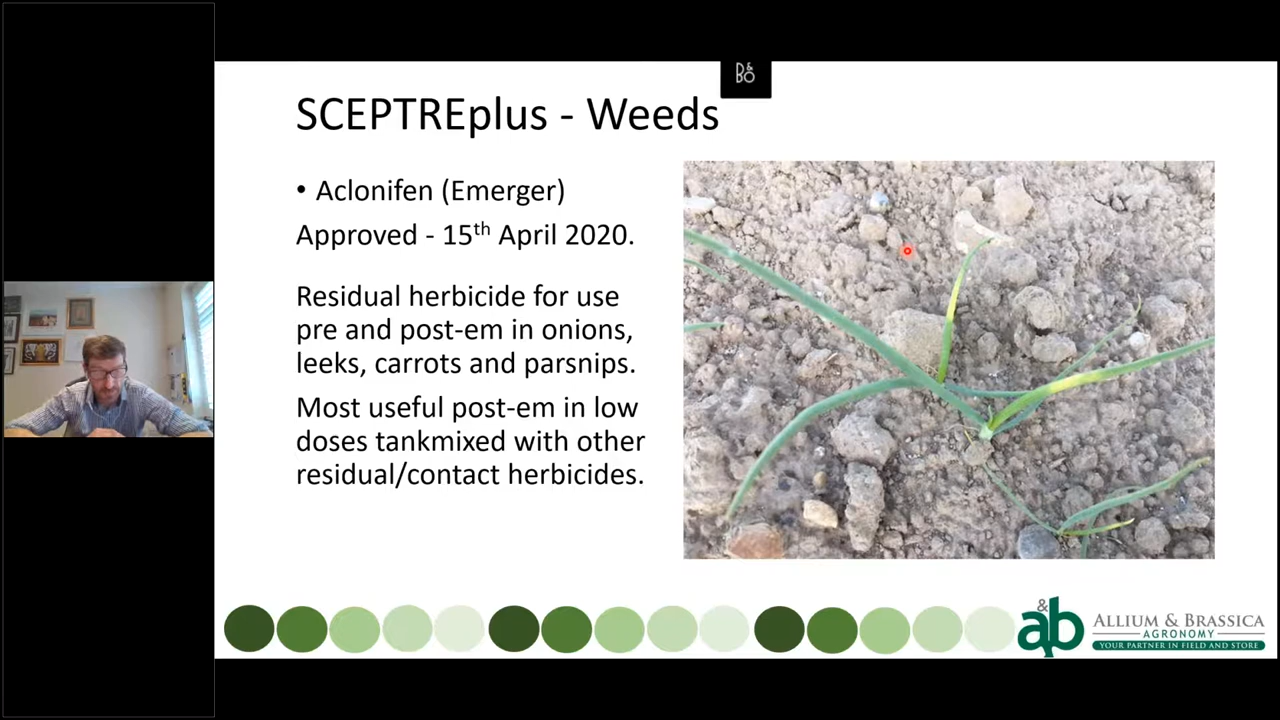 B&O
SCEPTREplus - Weeds
• Aclonifen (Emerger)
Approved - 15th April 2020.
Residual herbicide for use
pre and post-em in onions,
leeks, carrots and parsnips.
Most useful post-em in low
doses tankmixed with other
residual/contact herbicides.
&
a&b
ALLIUM & BRASSICA
AGRONOMY
YOUR PARTNER IN FIELD AND STORE